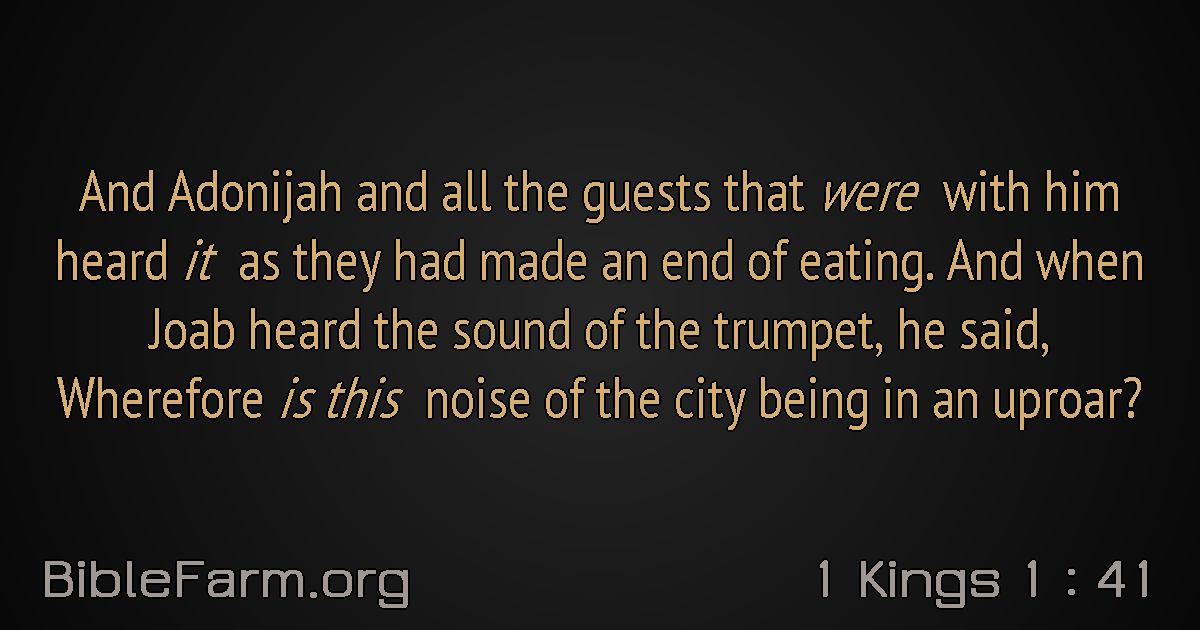 And Adonijah and all the guests that were with him
heard it as they had made an end of eating. And when
Joab heard the sound of the trumpet, he said,
Wherefore is this noise of the city being in an uproar?
BibleFarm.org
1 Kings 1 : 41